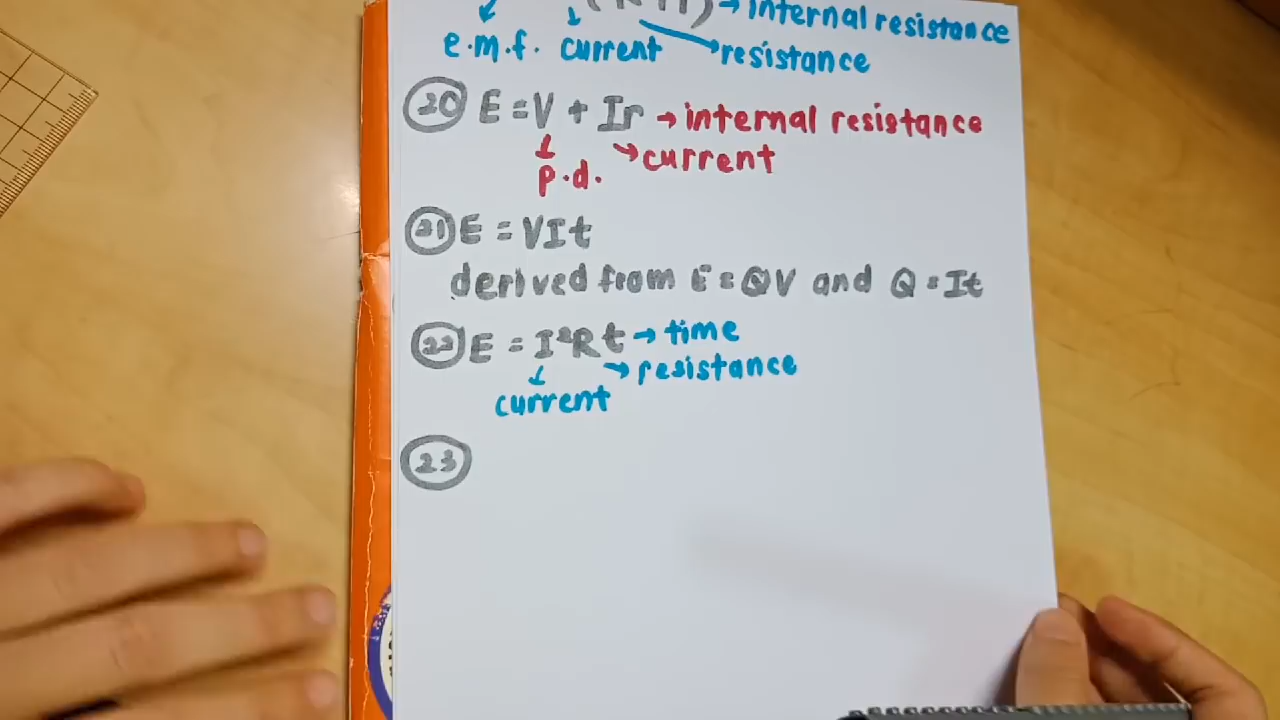 (R+r) → internal resistance
e.m.f. current → resistance
20 E = V + Ir → internal resistance
p.d. → current
21 E = VIt
derived from E = QV and Q = It
22 E = I²Rt → time
→ resistance
current
23